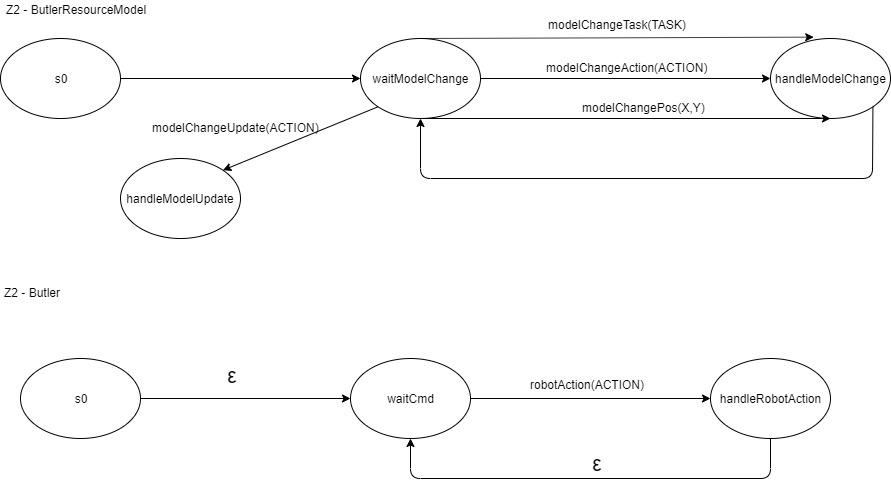 Z2 - ButlerResourceModel
modelChangeTask(TASK)
s0
waitModelChange
modelChangeAction(ACTION)
handleModelChange
modelChangePos(X,Y)
modelChangeUpdate(ACTION)
handleModelUpdate
Z2 - Butler
ε
s0
waitCmd
robotAction(ACTION)
handleRobotAction
ε